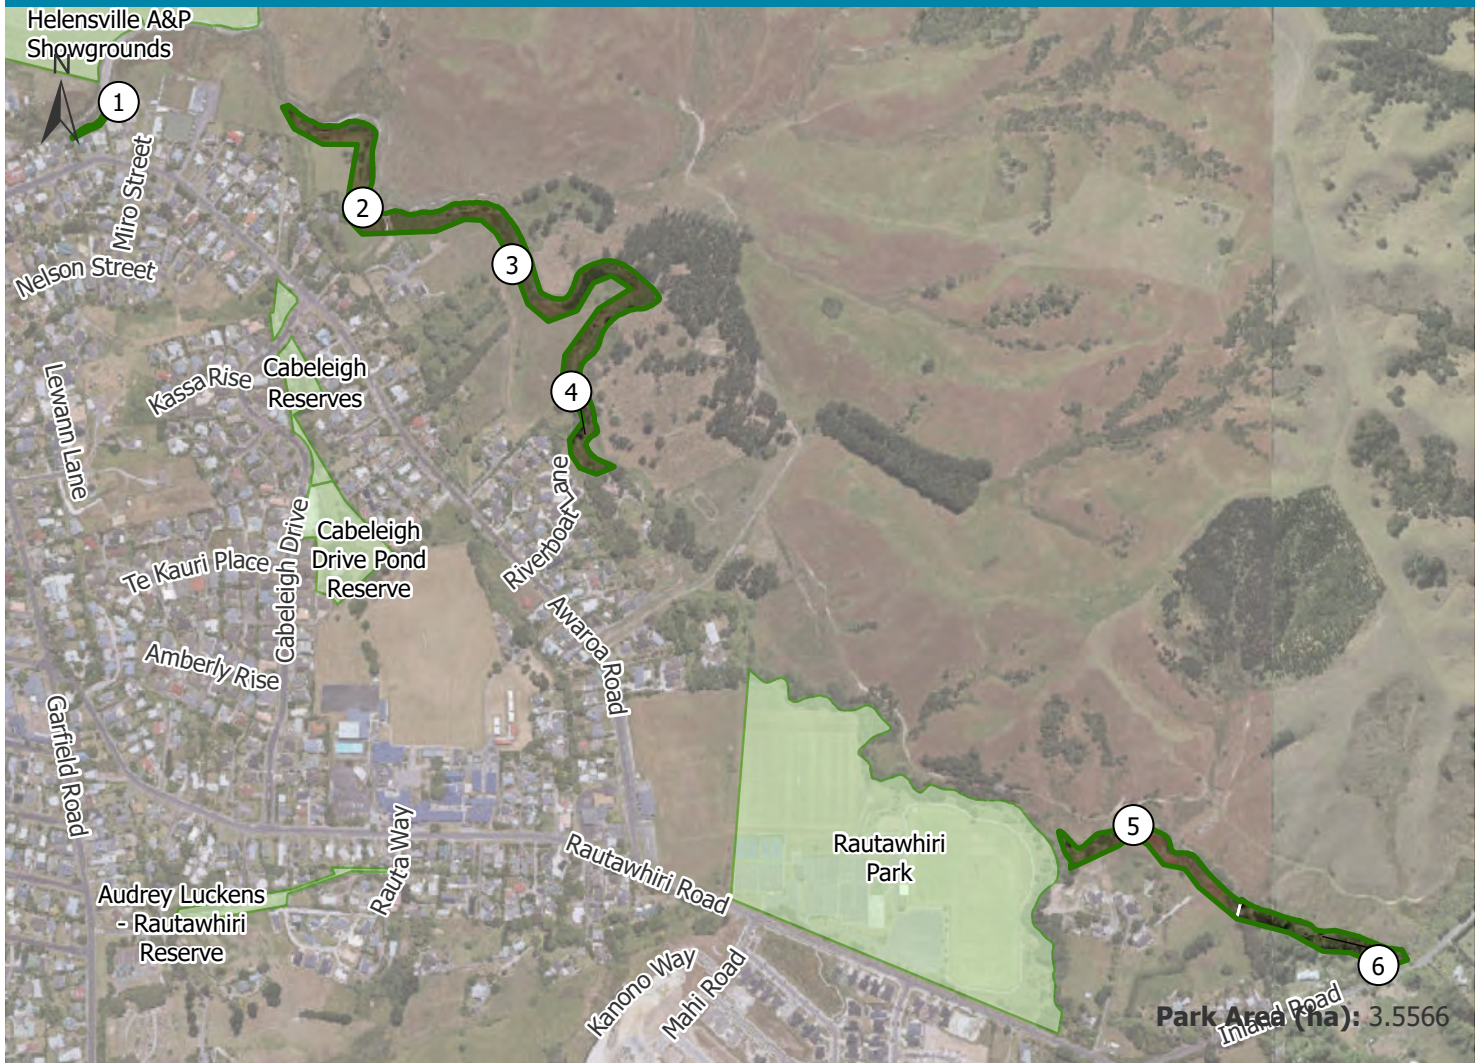 Helensville A&P
Showgrounds
N
1
Miro Street
2
Nelson Street
3
Cabeleigh
Reserves
Kassa Rise
Lewann Lane
4
Riverboat Lane
Cabeleigh
Drive Pond
Reserve
Te Kauri Place
Cabeleigh Drive
Awaroa Road
Amberly Rise
Garfield Road
Rauta Way
Rautawhiri Road
Rautawhiri
Park
5
Audrey Luckens
- Rautawhiri
Reserve
Kanono Way
Mahi Road
6
Inland Road
Park Area (ha): 3.5566